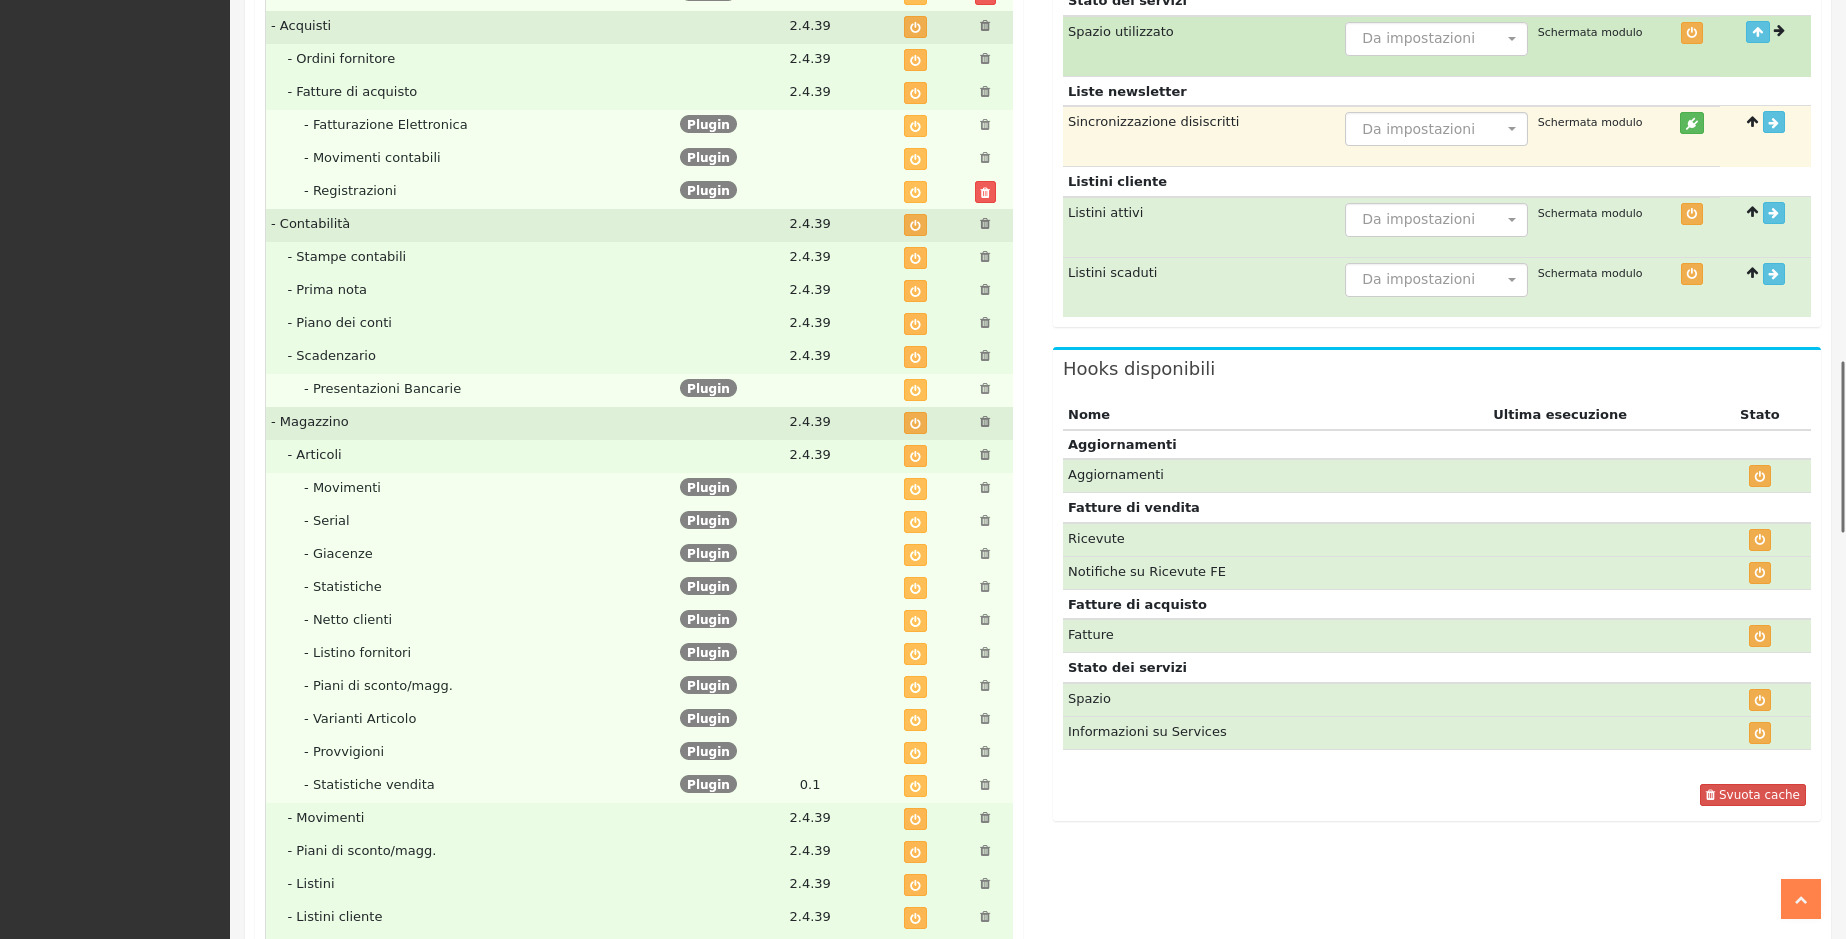 - Acquisti 2.4.39
- Ordini fornitore 2.4.39
- Fatture di acquisto 2.4.39
- Fatturazione Elettronica Plugin
- Movimenti contabili Plugin
- Registrazioni Plugin
- Contabilità 2.4.39
- Stampe contabili 2.4.39
- Prima nota 2.4.39
- Piano dei conti 2.4.39
- Scadenzario 2.4.39
- Presentazioni Bancarie Plugin
- Magazzino 2.4.39
- Articoli 2.4.39
- Movimenti Plugin
- Serial Plugin
- Giacenze Plugin
- Statistiche Plugin
- Netto clienti Plugin
- Listino fornitori Plugin
- Piani di sconto/magg. Plugin
- Varianti Articolo Plugin
- Provvigioni Plugin
- Statistiche vendita Plugin 0.1
- Movimenti 2.4.39
- Piani di sconto/magg. 2.4.39
- Listini 2.4.39
- Listini cliente 2.4.39
Stato dei servizi
Spazio utilizzato Da impostazioni Schermata modulo
Liste newsletter
Sincronizzazione disiscritti Da impostazioni Schermata modulo
Listini cliente
Listini attivi Da impostazioni Schermata modulo
Listini scaduti Da impostazioni Schermata modulo
Hooks disponibili
Nome Ultima esecuzione Stato
Aggiornamenti
Aggiornamenti
Fatture di vendita
Ricevute
Notifiche su Ricevute FE
Fatture di acquisto
Fatture
Stato dei servizi
Spazio
Informazioni su Services
Svuota cache